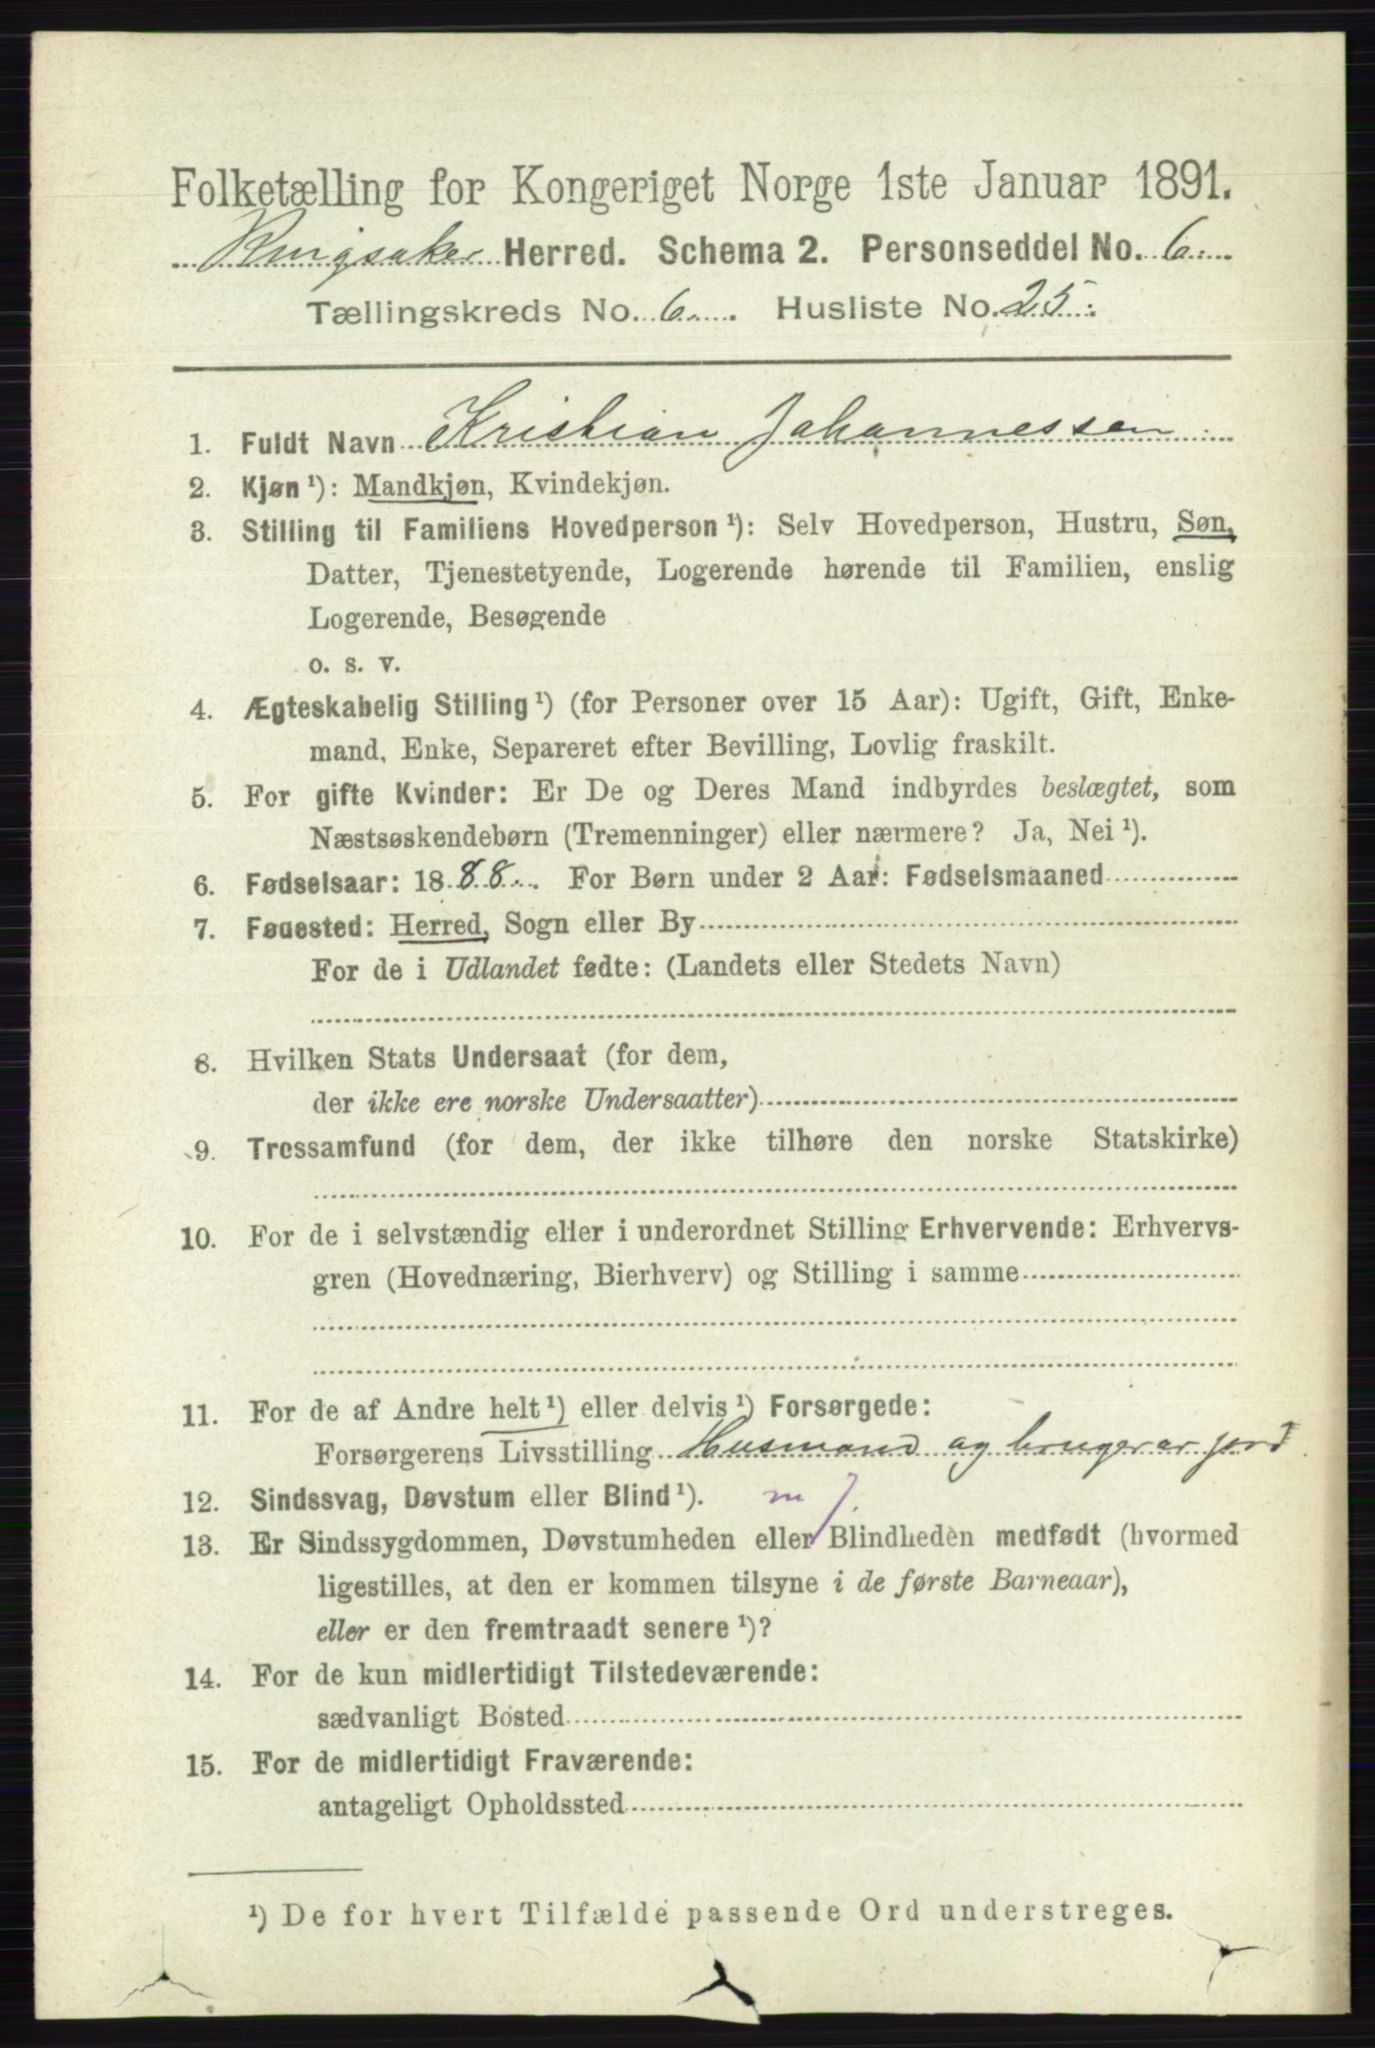 Folketælling for Kongeriget Norge 1ste Januar 1891.
Ringsaker Herred. Schema 2. Personseddel No. 6
Tællingskreds No. 6 Husliste No. 25.
1. Fuldt Navn Kristian Johannessen
2. Kjøn ¹): Mandkjøn, Kvindekjøn.
3. Stilling til Familiens Hovedperson ¹): Selv Hovedperson, Hustru, Søn,
Datter, Tjenestetyende, Logerende hørende til Familien, enslig
Logerende, Besøgende
o. s. v.
4. Ægteskabelig Stilling ¹) (for Personer over 15 Aar): Ugift, Gift, Enke-
mand, Enke, Separeret efter Bevilling, Lovlig fraskilt.
5. For gifte Kvinder: Er De og Deres Mand indbyrdes beslægtet, som
Næstsøskendebørn (Tremenninger) eller nærmere? Ja, Nei ¹).
6. Fødselsaar: 1888. For Børn under 2 Aar: Fødselsmaaned
7. Fødested: Herred, Sogn eller By
For de i Udlandet fødte: (Landets eller Stedets Navn)
8. Hvilken Stats Undersaat (for dem,
der ikke ere norske Undersaatter)
9. Trossamfund (for dem, der ikke tilhøre den norske Statskirke)
10. For de i selvstændig eller i underordnet Stilling Erhvervende: Erhvervs-
gren (Hovednæring, Bierhverv) og Stilling i samme
11. For de af Andre helt ¹) eller delvis ¹) Forsørgede:
Forsørgerens Livsstilling Husmand og bruger av jord
12. Sindssvag, Døvstum eller Blind ¹). m j.
13. Er Sindssygdommen, Døvstumheden eller Blindheden medfødt (hvormed
ligestilles, at den er kommen tilsyne i de første Barneaar),
eller er den fremtraadt senere ¹)?
14. For de kun midlertidigt Tilstedeværende:
sædvanligt Bosted
15. For de midlertidigt Fraværende:
antageligt Opholdssted
¹) De for hvert Tilfælde passende Ord understreges.